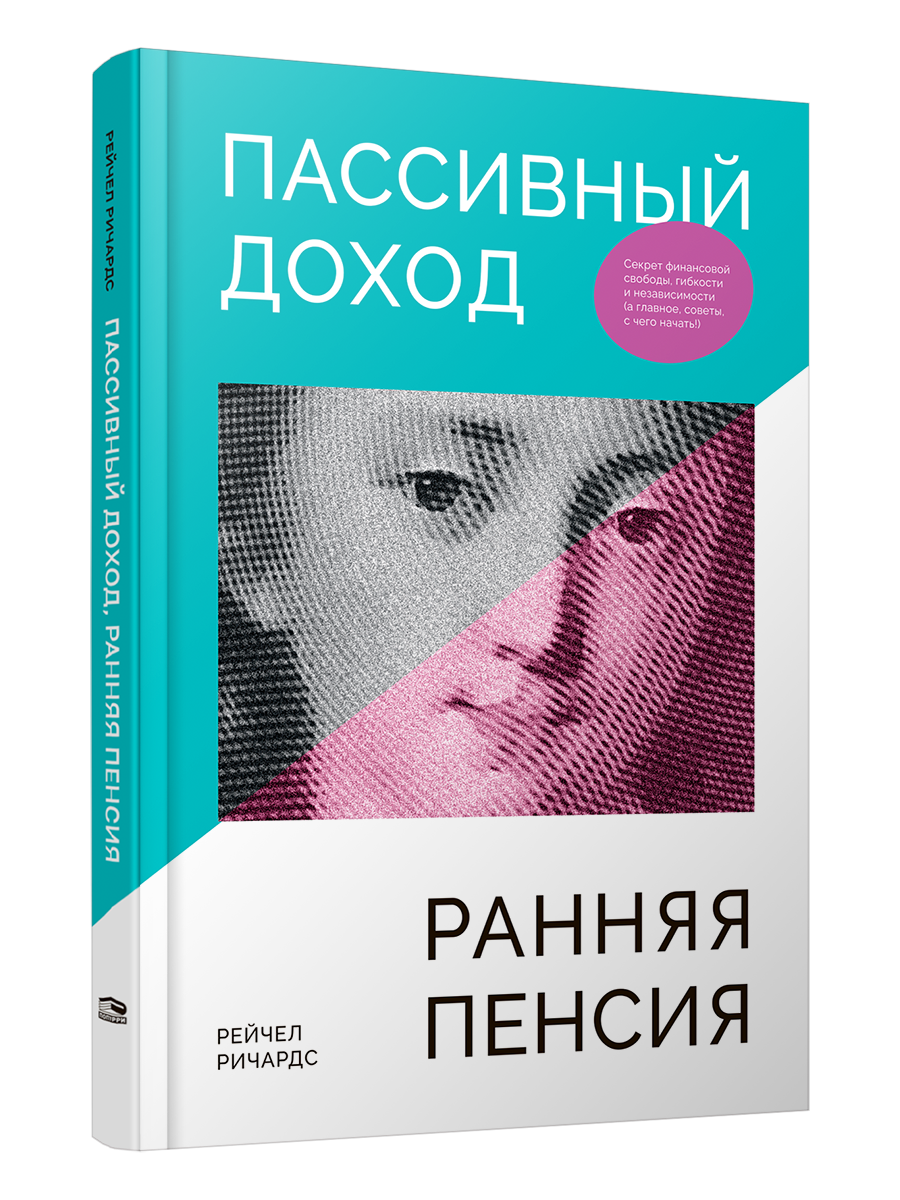 ПАССИВНЫЙ
ДОХОД
Секрет финансовой
свободы, гибкости
и независимости
(а главное, советы,
с чего начать!)
РАННЯЯ
ПЕНСИЯ
РЕЙЧЕЛ
РИЧАРДС
РЕЙЧЕЛ РИЧАРДС
ПАССИВНЫЙ ДОХОД, РАННЯЯ ПЕНСИЯ
ПОПУРРИ